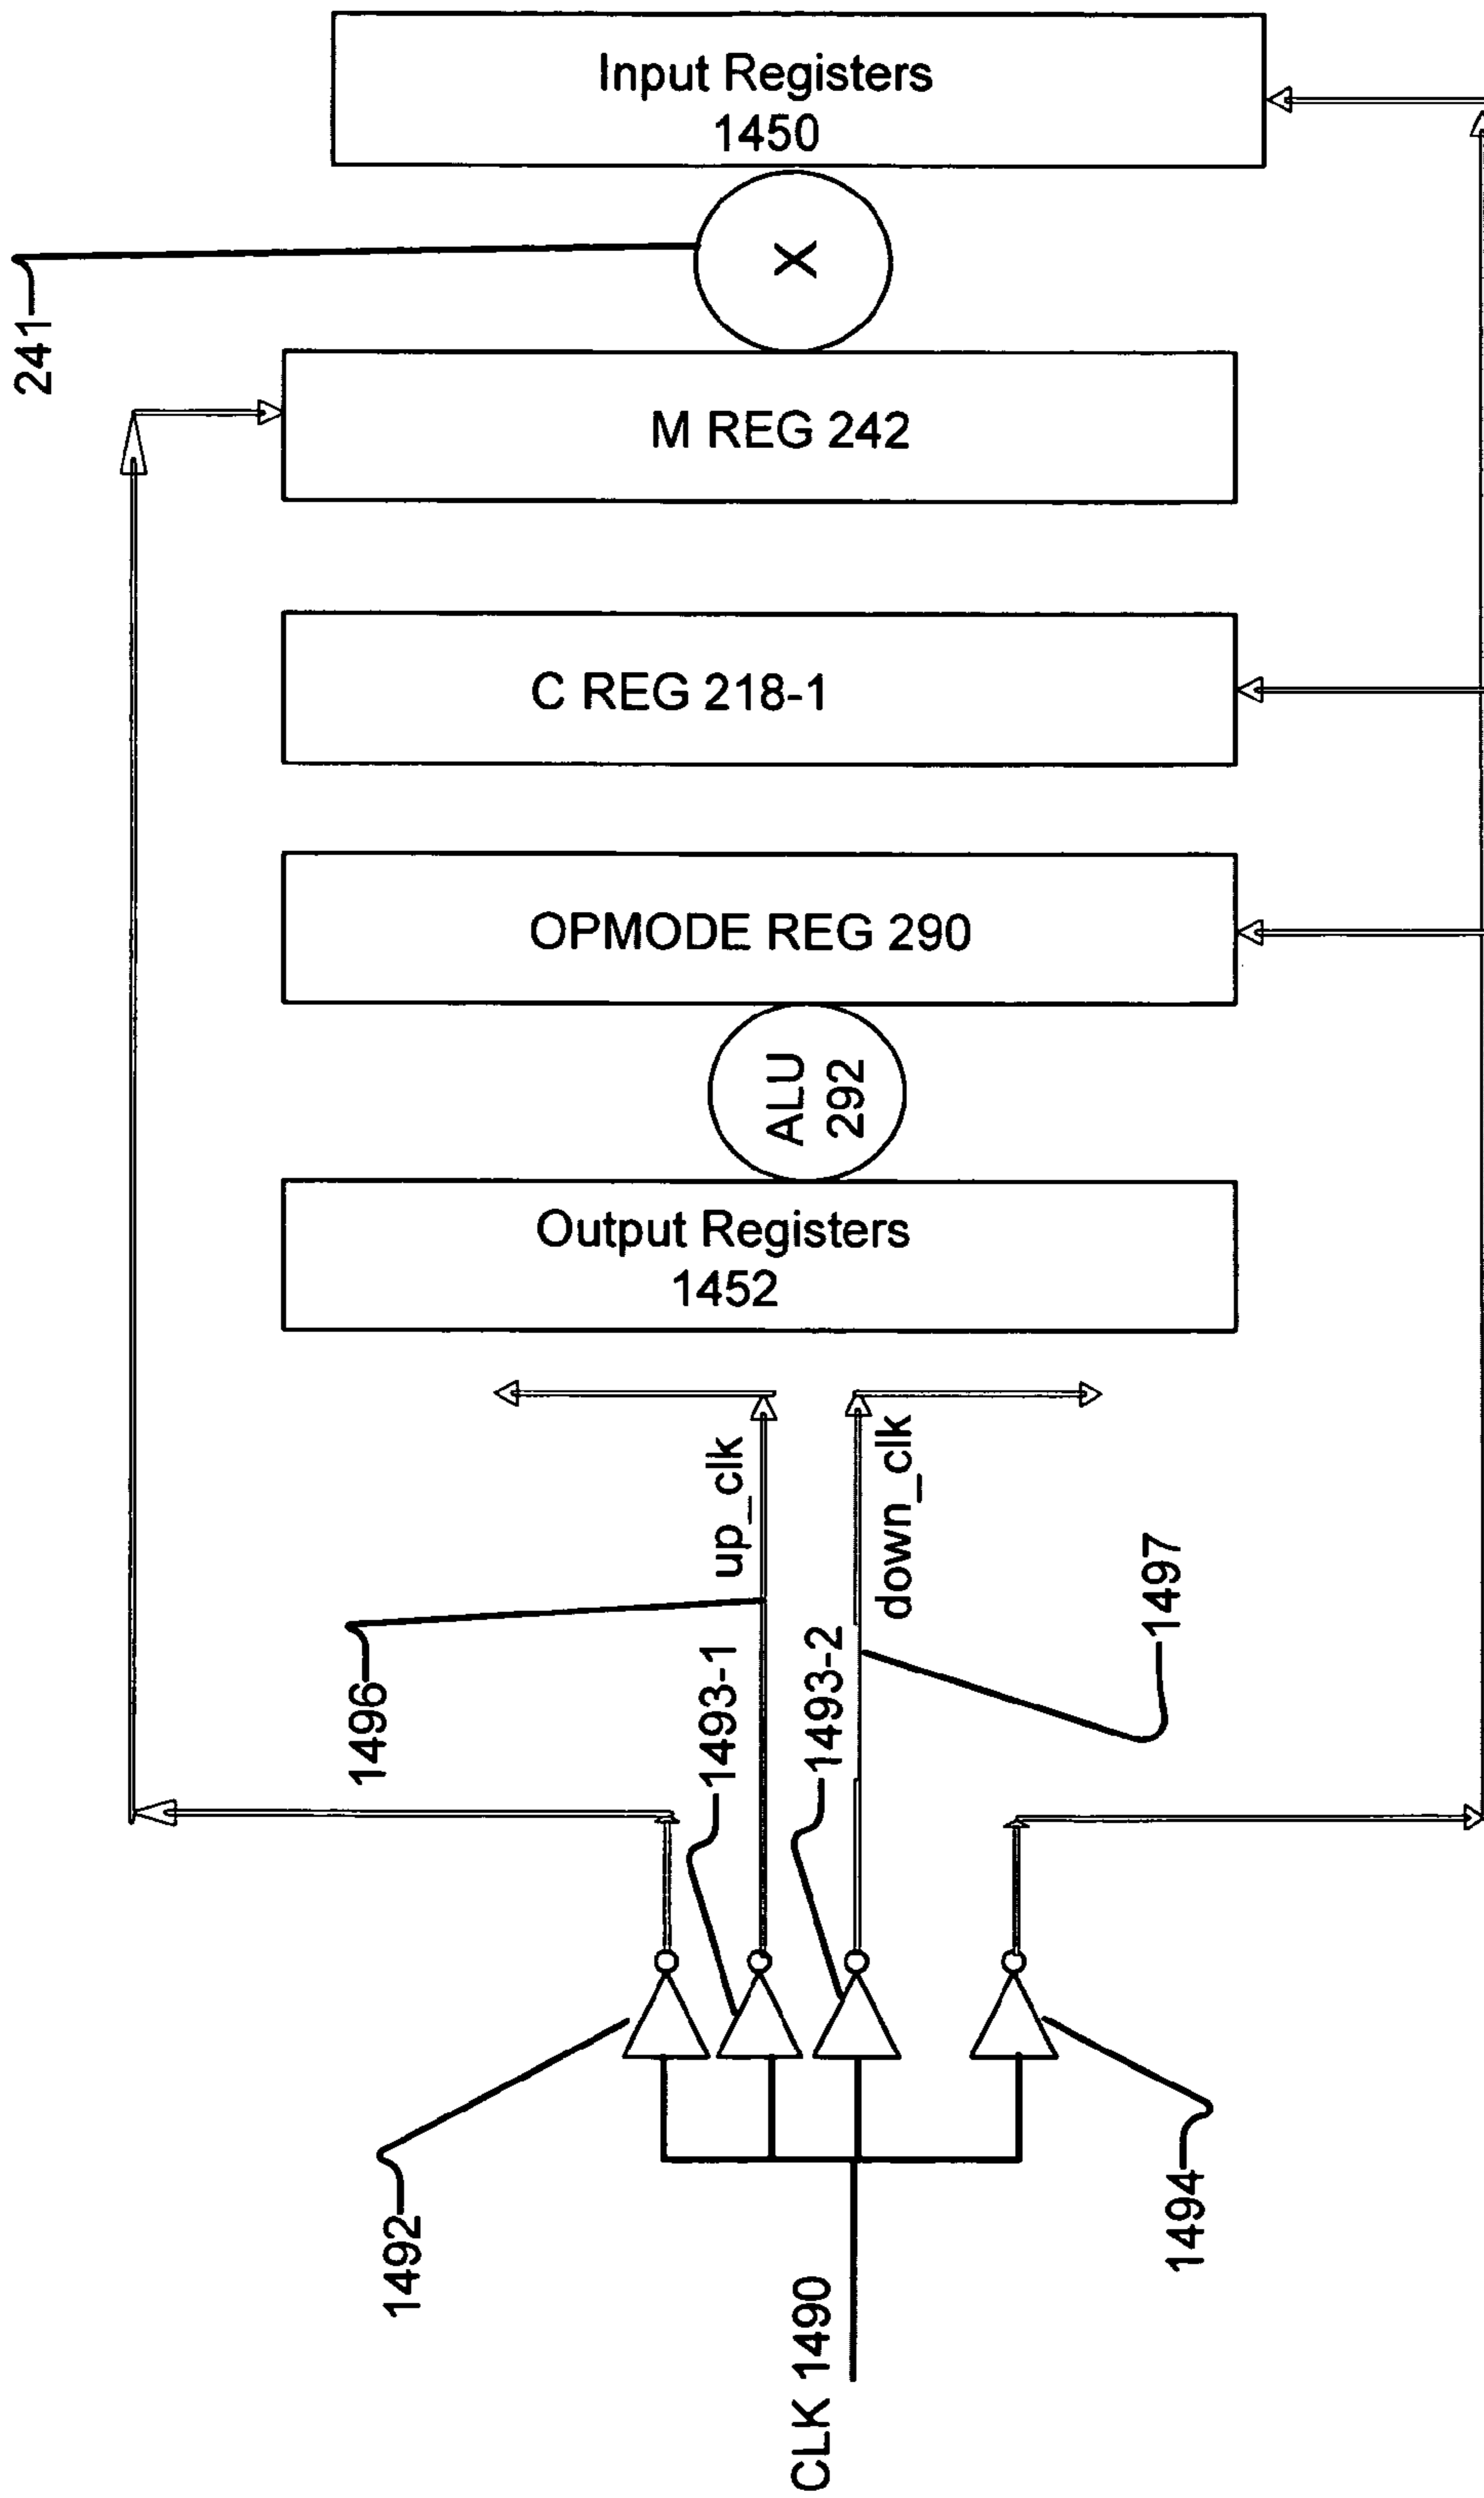 Input Registers
1450
241
X
M REG 242
C REG 218-1
OPMODE REG 290
ALU
292
Output Registers
1452
up_clk
down_clk
1496
1493-1
1493-2
1497
1492
1494
CLK 1490